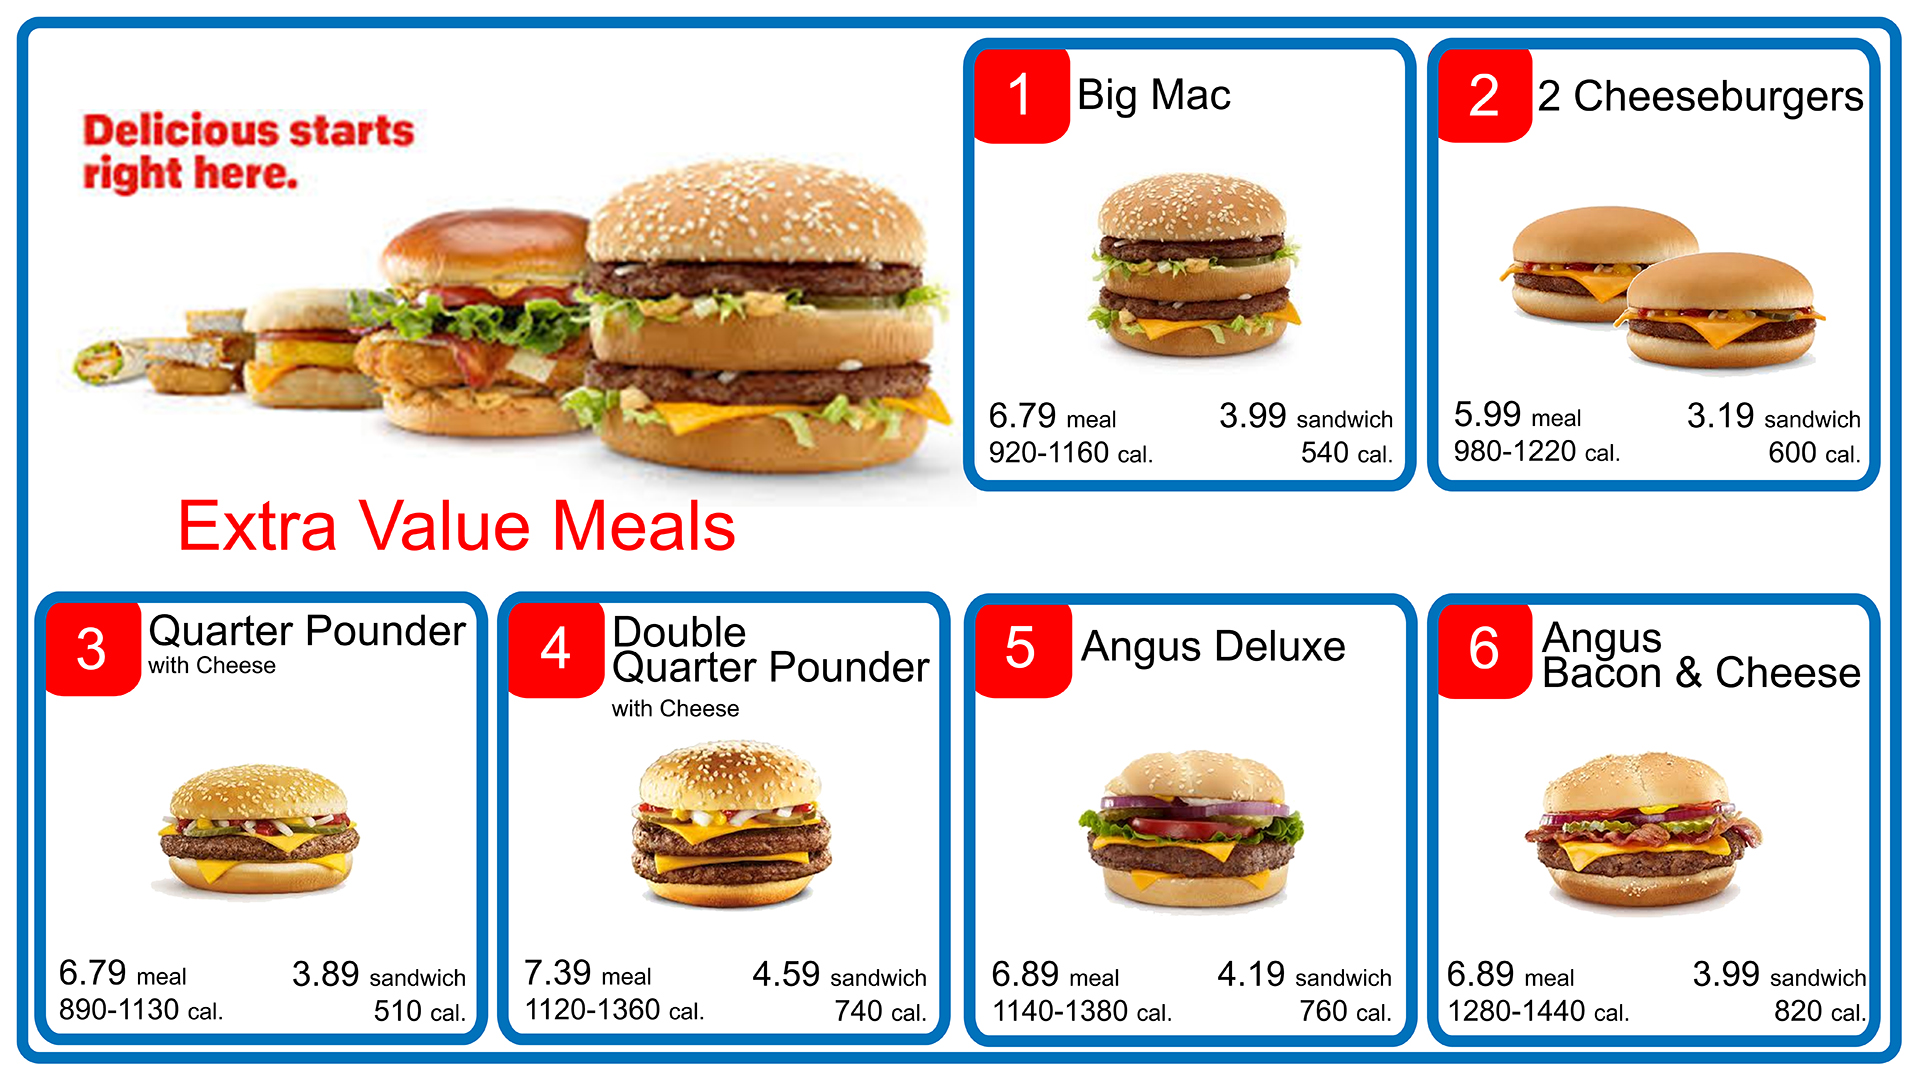 Delicious starts
right here.
Extra Value Meals
1 Big Mac
6.79 meal 3.99 sandwich
920-1160 cal. 540 cal.
2 2 Cheeseburgers
5.99 meal 3.19 sandwich
980-1220 cal. 600 cal.
3 Quarter Pounder
with Cheese
6.79 meal 3.89 sandwich
890-1130 cal. 510 cal.
4 Double
Quarter Pounder
with Cheese
7.39 meal 4.59 sandwich
1120-1360 cal. 740 cal.
5 Angus Deluxe
6.89 meal 4.19 sandwich
1140-1380 cal. 760 cal.
6 Angus
Bacon & Cheese
6.89 meal 3.99 sandwich
1280-1440 cal. 820 cal.